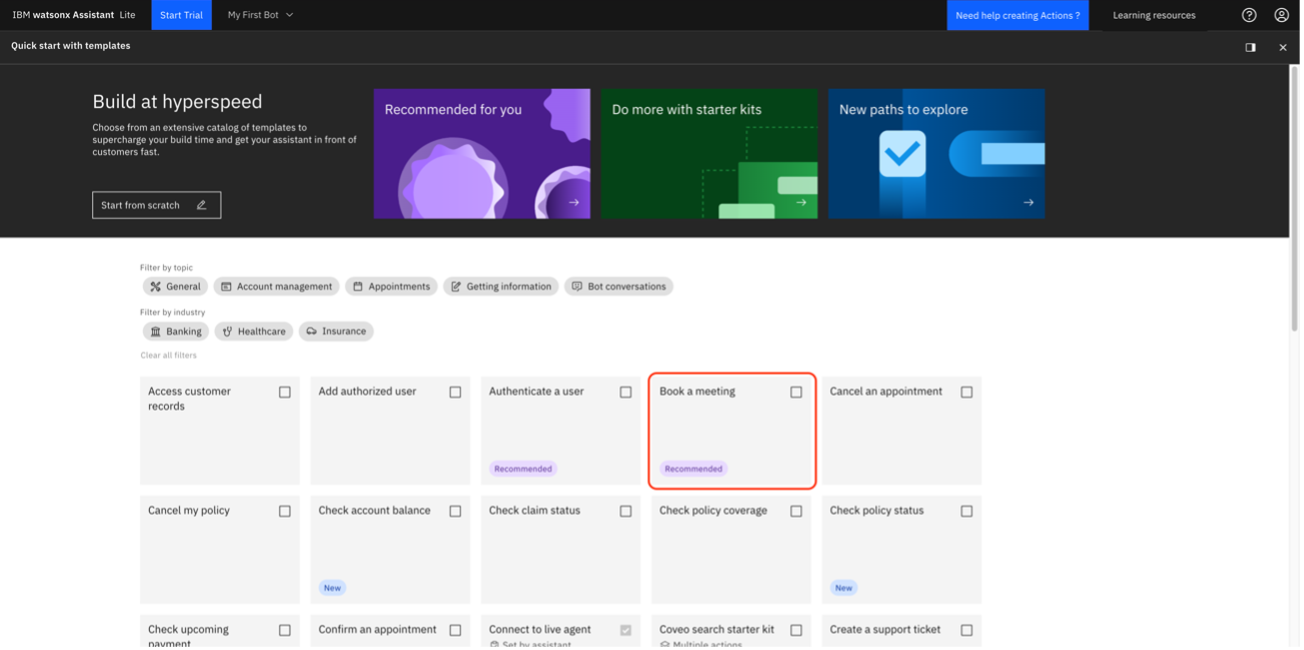 IBM watsonx Assistant Lite
Start Trial
My First Bot
Need help creating Actions ?
Learning resources
Quick start with templates
Build at hyperspeed
Choose from an extensive catalog of templates to
supercharge your build time and get your assistant in front of
customers fast.
Start from scratch
Recommended for you
Do more with starter kits
New paths to explore
Filter by topic
General
Account management
Appointments
Getting information
Bot conversations
Filter by industry
Banking
Healthcare
Insurance
Clear all filters
Access customer
records
Add authorized user
Authenticate a user
Recommended
Book a meeting
Recommended
Cancel an appointment
Cancel my policy
Check account balance
New
Check claim status
Check policy coverage
Check policy status
New
Check upcoming
payment
Confirm an appointment
Connect to live agent
Set by assistant
Coveo search starter kit
Multiple actions
Create a support ticket